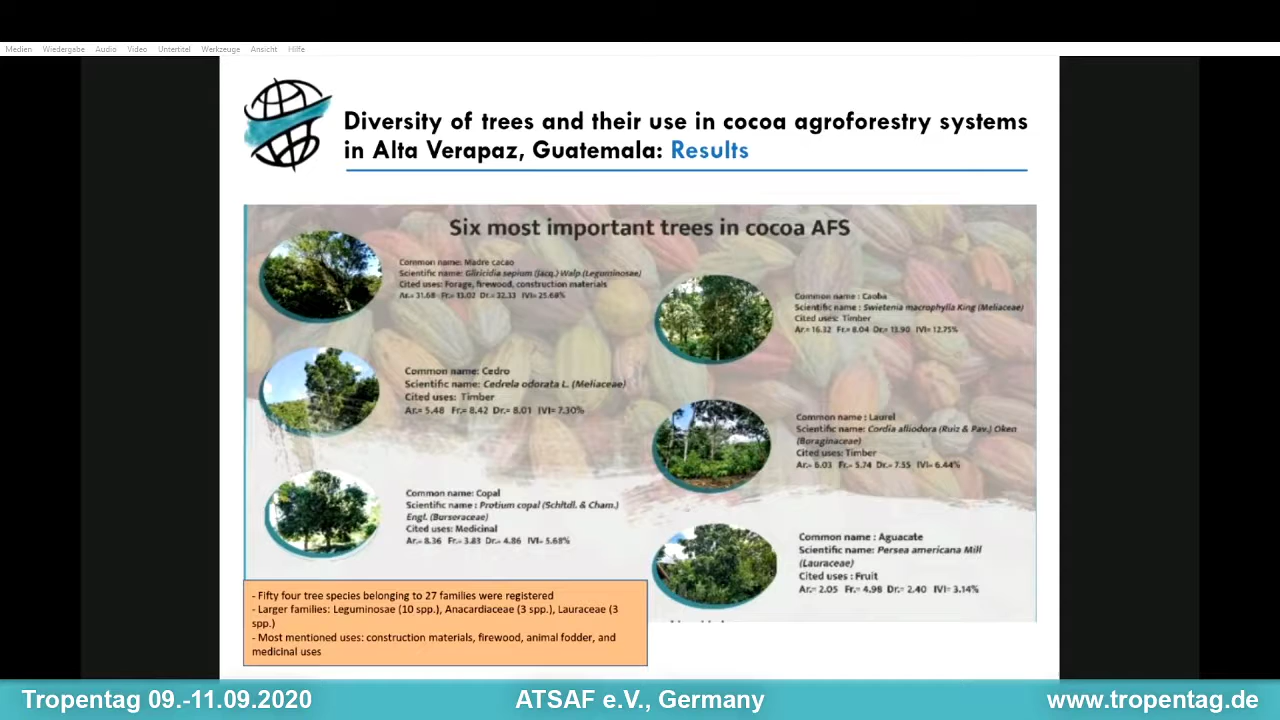 Medien Wiedergabe Audio Video Untertitel Werkzeuge Ansicht Hilfe
Diversity of trees and their use in cocoa agroforestry systems
in Alta Verapaz, Guatemala: Results
Six most important trees in cocoa AFS
Common name: Madre cacao
Scientific name: Gliricidia sepium (Jacq.) Walp (Leguminosae)
Cited uses: Forage, firewood, construction materials
Ar.= 31.68 Fr.= 13.02 Dr.= 32.33 IVI= 25.68%
Common name : Caoba
Scientific name : Swietenia macrophylla King (Meliaceae)
Cited uses: Timber
Ar.= 16.32 Fr.= 8.04 Dr.= 13.90 IVI= 12.75%
Common name: Cedro
Scientific name: Cedrela odorata L. (Meliaceae)
Cited uses: Timber
Ar.= 5.48 Fr.= 8.42 Dr.= 8.01 IVI= 7.30%
Common name : Laurel
Scientific name: Cordia alliodora (Ruiz & Pav.) Oken
(Boraginaceae)
Cited uses: Timber
Ar.= 6.03 Fr.= 5.74 Dr.= 7.55 IVI= 6.44%
Common name: Copal
Scientific name : Protium copal (Schltdl. & Cham.)
Engl. (Burseraceae)
Cited uses: Medicinal
Ar.= 8.36 Fr.= 3.83 Dr.= 4.86 IVI= 5.68%
Common name : Aguacate
Scientific name: Persea americana Mill
(Lauraceae)
Cited uses : Fruit
Ar.= 2.05 Fr.= 4.98 Dr.= 2.40 IVI= 3.14%
- Fifty four tree species belonging to 27 families were registered
- Larger families: Leguminosae (10 spp.), Anacardiaceae (3 spp.), Lauraceae (3
spp.)
- Most mentioned uses: construction materials, firewood, animal fodder, and
medicinal uses
Tropentag 09.-11.09.2020 ATSAF e.V., Germany www.tropentag.de